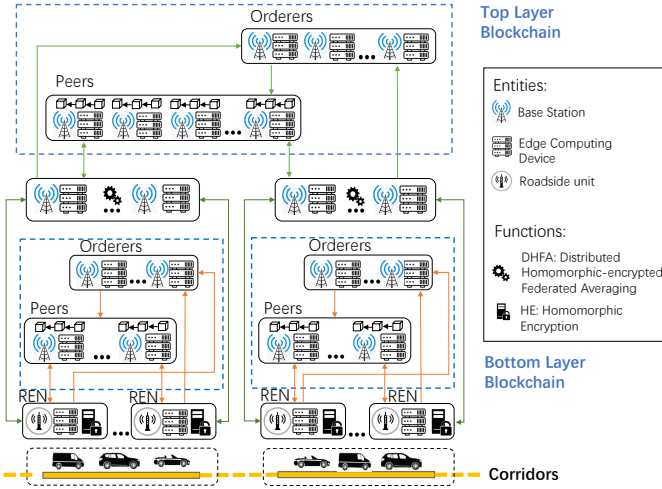 Orderers
Top Layer
Blockchain
Peers
Entities:
Base Station
Edge Computing
Device
Roadside unit
Functions:
DHFA: Distributed
Homomorphic-encrypted
Federated Averaging
HE: Homomorphic
Encryption
Orderers
Orderers
Peers
Peers
Bottom Layer
Blockchain
REN
REN
REN
REN
Corridors